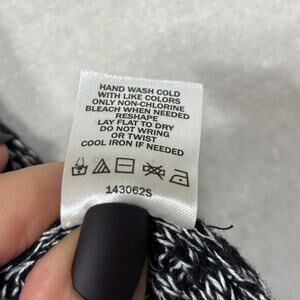 HAND WASH COLD
WITH LIKE COLORS
ONLY NON-CHLORINE
BLEACH WHEN NEEDED
RESHAPE
LAY FLAT TO DRY
DO NOT WRING
OR TWIST
COOL IRON IF NEEDED
143062S